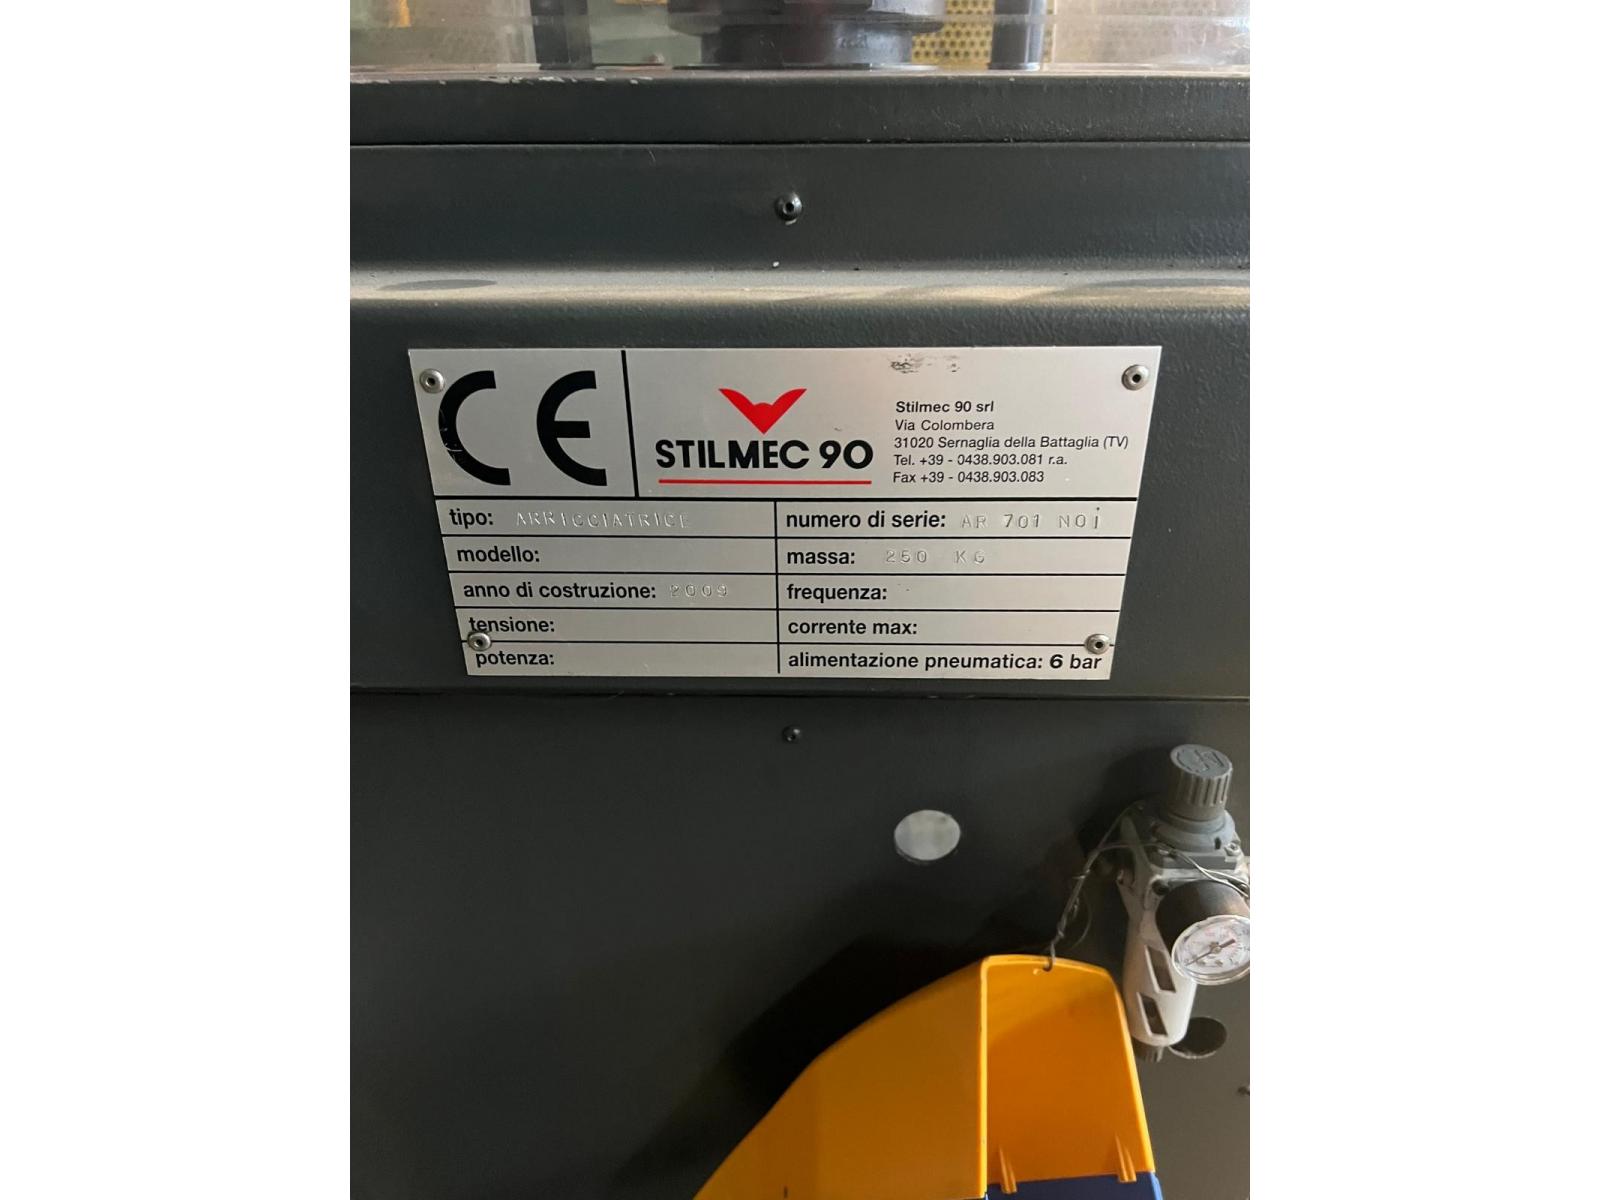 CE
STILMEC 90
Stilmec 90 srl
Via Colombera
31020 Sernaglia della Battaglia (TV)
Tel. +39 - 0438.903.081 r.a.
Fax +39 - 0438.903.083
tipo: ARRICCIATRICE
numero di serie: AR 701 N01
modello:
massa: 250 KG
anno di costruzione: 2009
frequenza:
tensione:
corrente max:
potenza:
alimentazione pneumatica: 6 bar